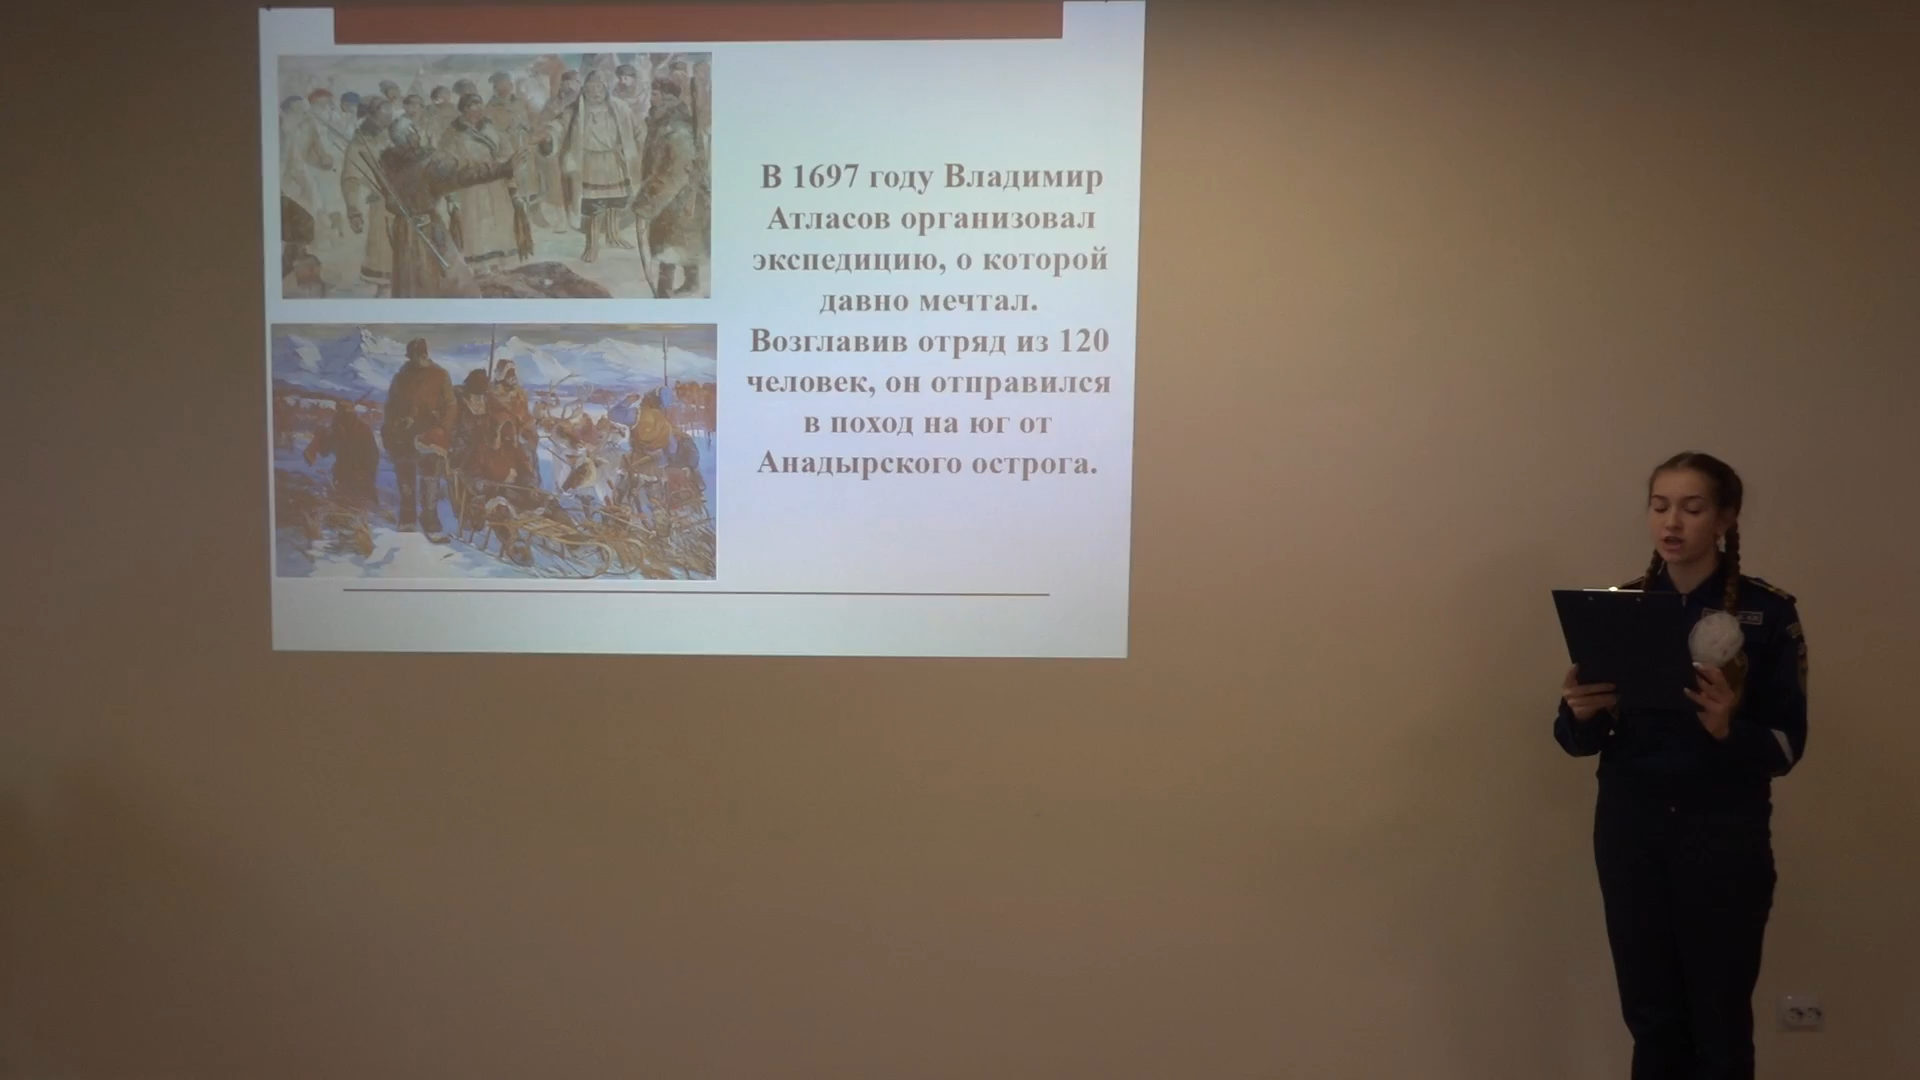 В 1697 году Владимир
Атласов организовал
экспедицию, о которой
давно мечтал.
Возглавив отряд из 120
человек, он отправился
в поход на юг от
Анадырского острога.